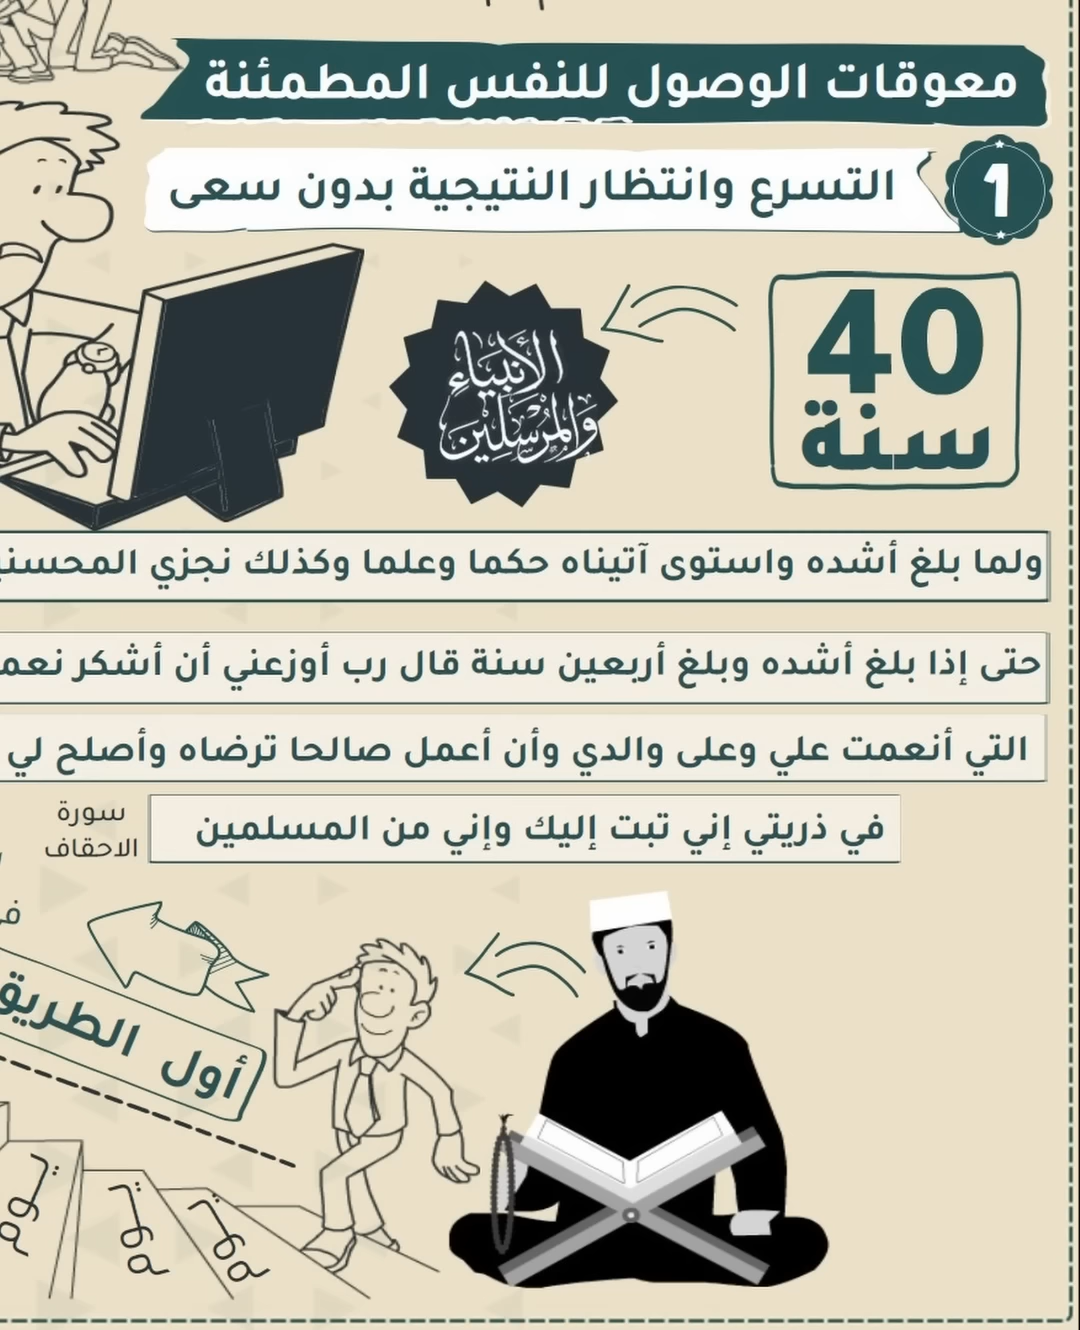 معوقات الوصول للنفس المطمئنة
1
التسرع وانتظار النتيجية بدون سعى
40
سنة
الأنبياء
والمرسلين
ولما بلغ أشده واستوى آتيناه حكما وعلما وكذلك نجزي
حتى إذا بلغ أشده وبلغ أربعين سنة قال رب أوزعني أن أشكر
التي أنعمت علي وعلى والدي وأن أعمل صالحا ترضاه وأصلح لي
في ذريتي إني تبت إليك وإني من المسلمين
سورة
الاحقاف
أول الطريق